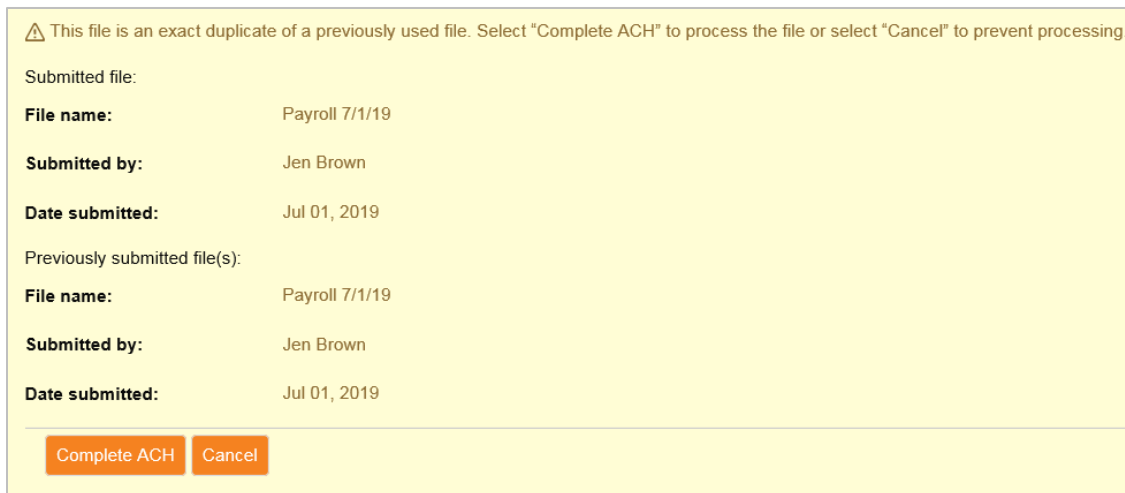 This file is an exact duplicate of a previously used file. Select “Complete ACH” to process the file or select “Cancel” to prevent processing
Submitted file:
File name: Payroll 7/1/19
Submitted by: Jen Brown
Date submitted: Jul 01, 2019
Previously submitted file(s):
File name: Payroll 7/1/19
Submitted by: Jen Brown
Date submitted: Jul 01, 2019
Complete ACH Cancel